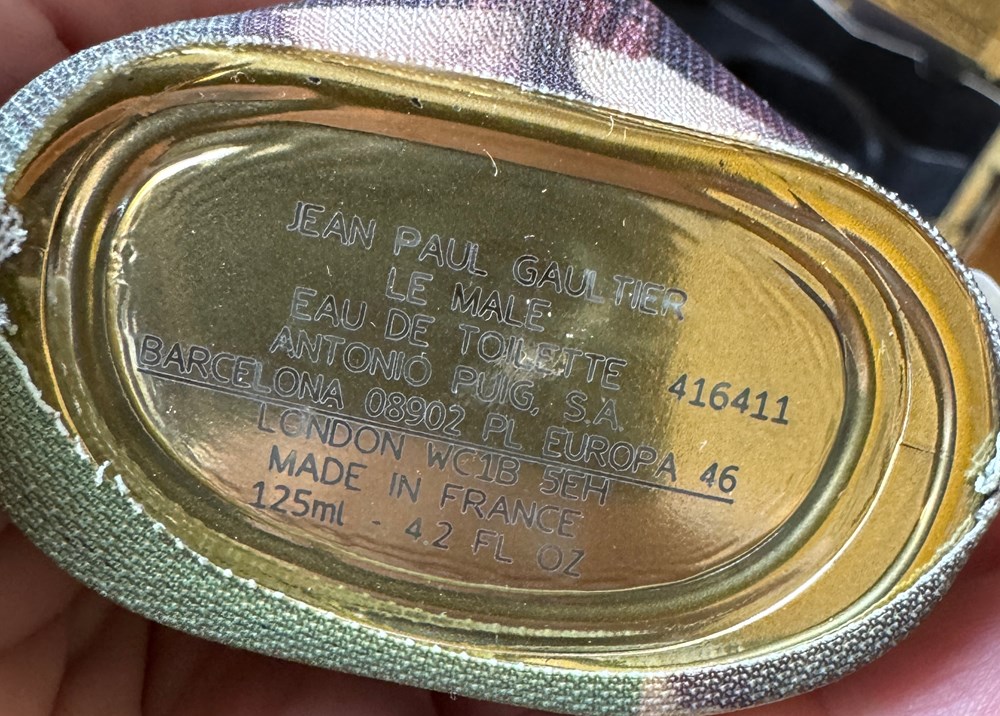 JEAN PAUL GAULTIER
LE MALE
EAU DE TOILETTE
ANTONIO PUIG, S.A. 416411
BARCELONA 08902 PL EUROPA 46
LONDON WC1B 5EH
MADE IN FRANCE
125ml - 4.2 FL OZ